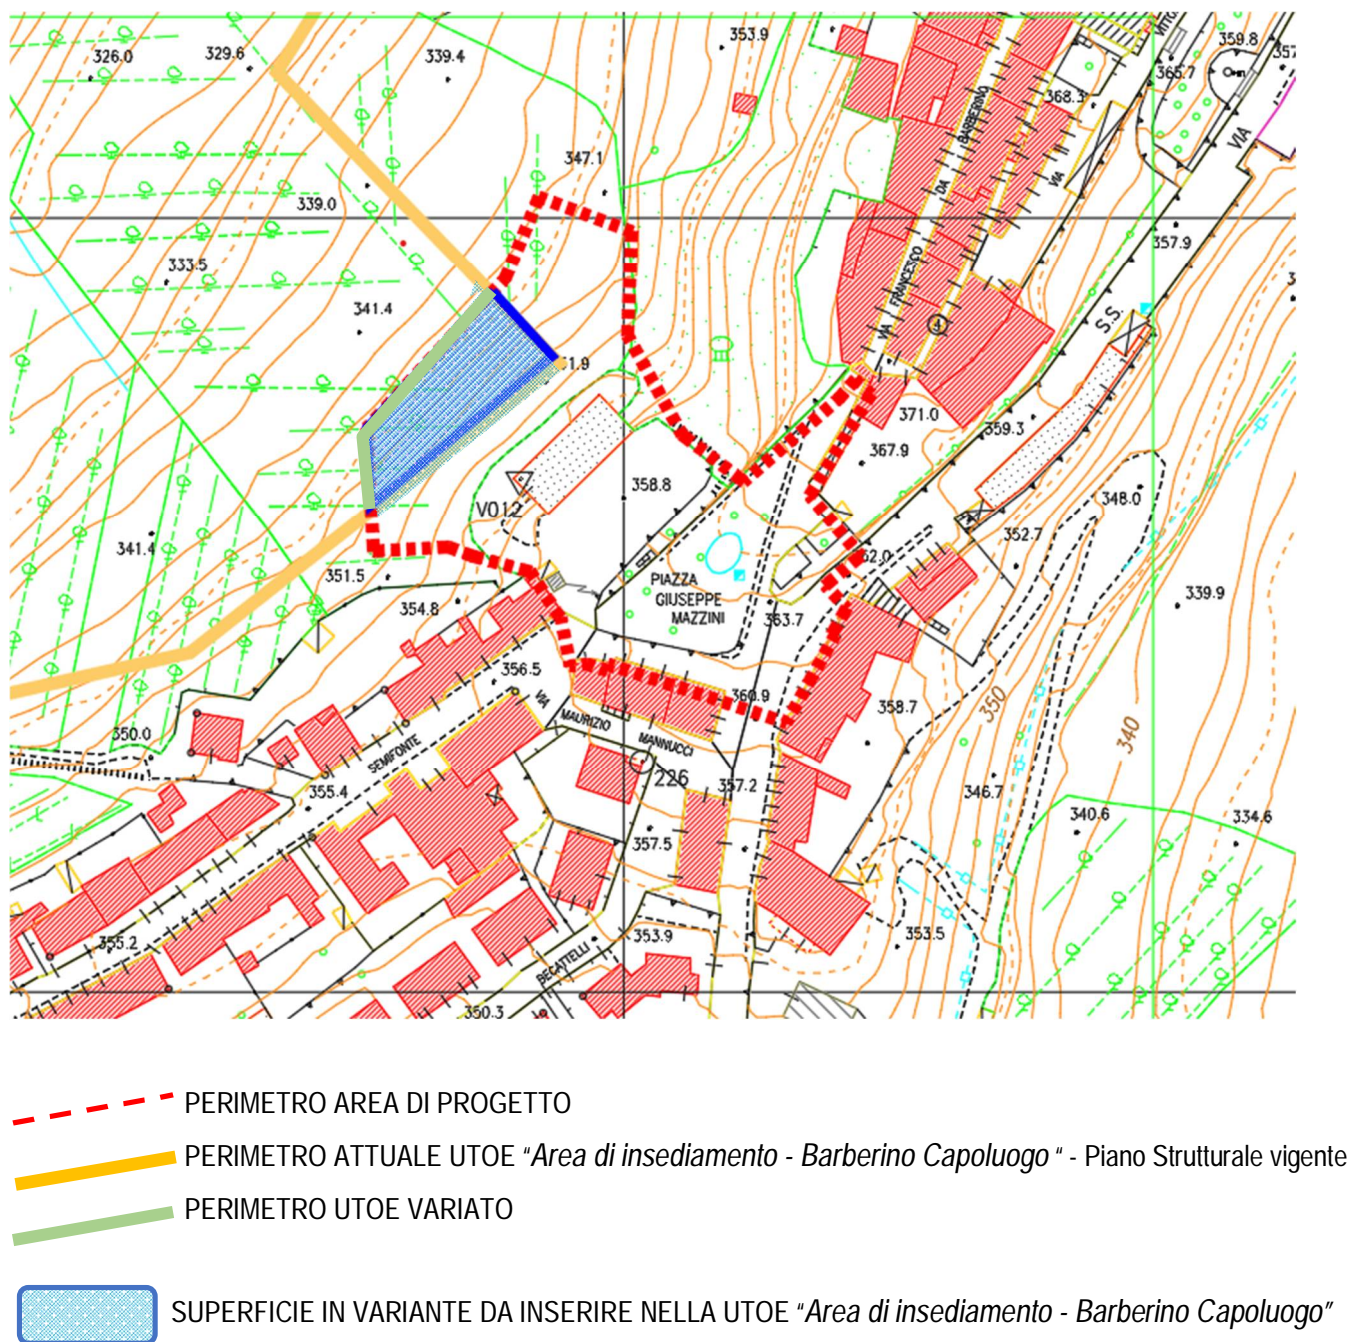 326.0
329.6
339.4
353.9
359.8
365.7
368.3
VIA
347.1
339.0
333.5
341.4
VIA FRANCESCO DA BARBERINO
VIA
357.9
S.S.
4
371.0
367.9
359.3
358.8
V012
348.0
352.7
341.4
351.5
354.8
PIAZZA
GIUSEPPE
MAZZINI
363.7
339.9
356.5
VIA
MAURIZIO
MANNUCCI
360.9
358.7
350
340
350.0
SEMIFONTE
355.4
226
357.2
346.7
340.6
334.6
357.5
355.2
353.9
353.5
BECATTELLI
350.3
PERIMETRO AREA DI PROGETTO
PERIMETRO ATTUALE UTOE “Area di insediamento - Barberino Capoluogo “ - Piano Strutturale vigente
PERIMETRO UTOE VARIATO
SUPERFICIE IN VARIANTE DA INSERIRE NELLA UTOE “Area di insediamento - Barberino Capoluogo”